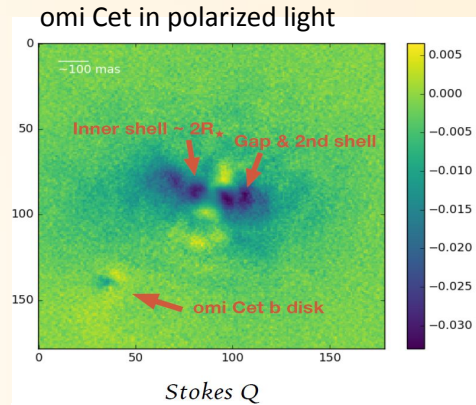 omi Cet in polarized light
~100 mas
Inner shell ~ 2R★
Gap & 2nd shell
omi Cet b disk
0
50
100
150
0
50
100
150
0.005
0.000
−0.005
−0.010
−0.015
−0.020
−0.025
−0.030
Stokes Q